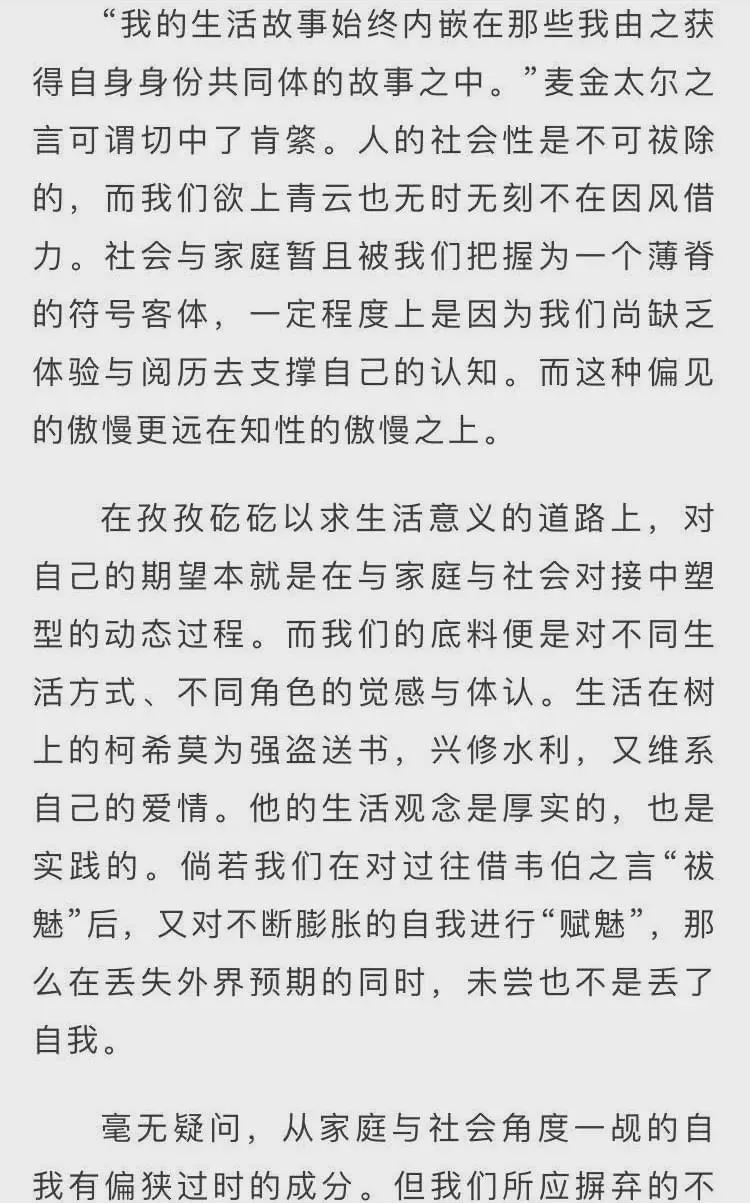 “我的生活故事始终内嵌在那些我由之获
得自身身份共同体的故事之中。”麦金太尔之
言可谓切中了肯綮。人的社会性是不可祓除
的，而我们欲上青云也无时无刻不在因风借
力。社会与家庭暂且被我们把握为一个薄脊
的符号客体，一定程度上是因为我们尚缺乏
体验与阅历去支撑自己的认知。而这种偏见
的傲慢更远在知性的傲慢之上。
在孜孜矻矻以求生活意义的道路上，对
自己的期望本就是在与家庭与社会对接中塑
型的动态过程。而我们的底料便是对不同生
活方式、不同角色的觉感与体认。生活在树
上的柯希莫为强盗送书，兴修水利，又维系
自己的爱情。他的生活观念是厚实的，也是
实践的。倘若我们在对过往借韦伯之言“祓
魅”后，又对不断膨胀的自我进行“赋魅”，那
么在丢失外界预期的同时，未尝也不是丢了
自我。
毫无疑问，从家庭与社会角度一觇的自
我有偏狭过时的成分。但我们所应摒弃的不